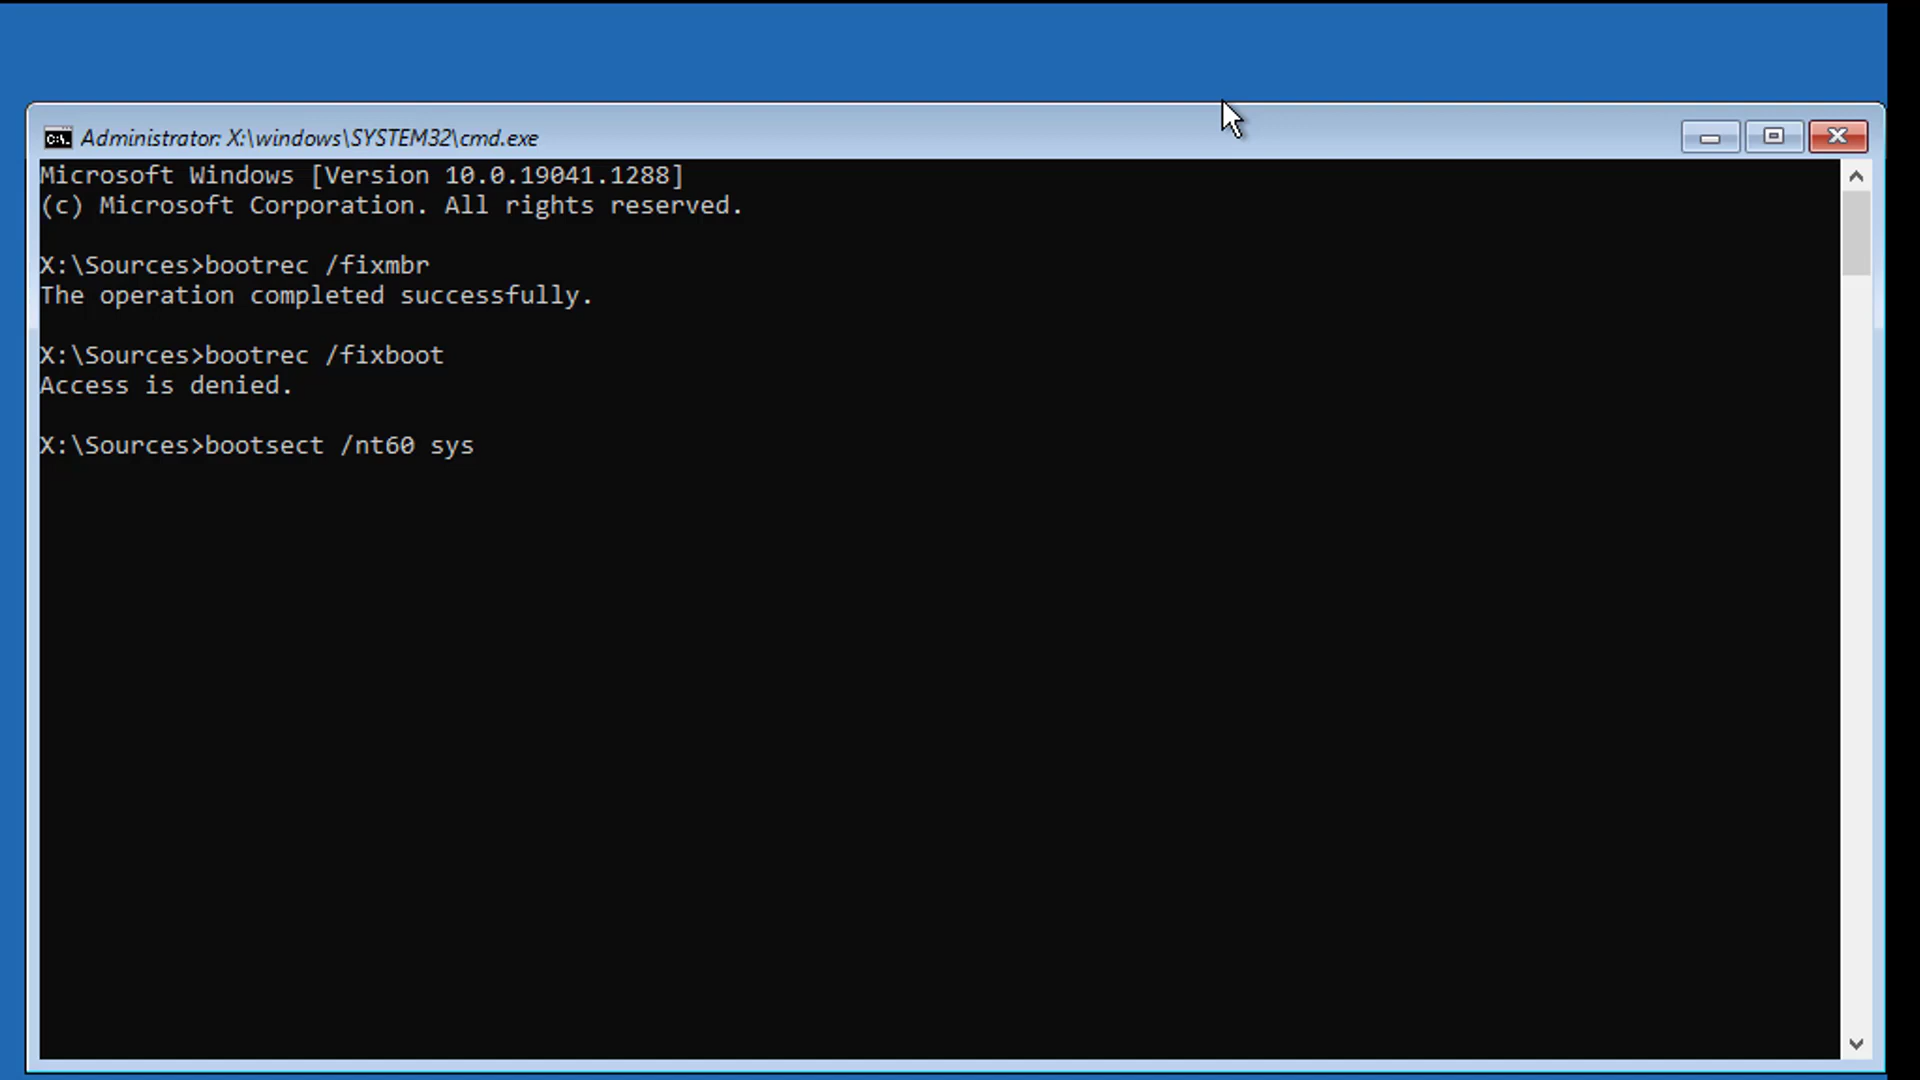 Administrator: X:\windows\SYSTEM32\cmd.exe
Microsoft Windows [Version 10.0.19041.1288]
(c) Microsoft Corporation. All rights reserved.
X:\Sources>bootrec /fixmbr
The operation completed successfully.
X:\Sources>bootrec /fixboot
Access is denied.
X:\Sources>bootsect /nt60 sys